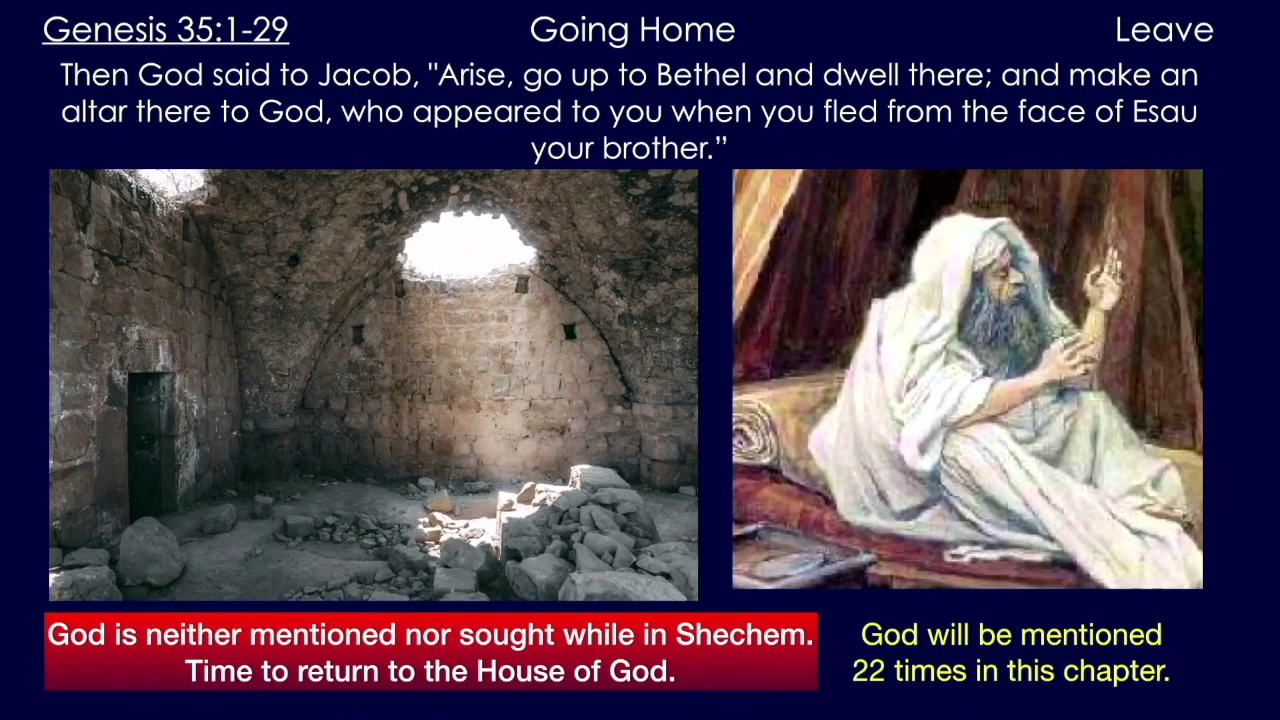 Genesis 35:1-29
Going Home
Leave
Then God said to Jacob, "Arise, go up to Bethel and dwell there; and make an
altar there to God, who appeared to you when you fled from the face of Esau
your brother.”
God is neither mentioned nor sought while in Shechem.
Time to return to the House of God.
God will be mentioned
22 times in this chapter.